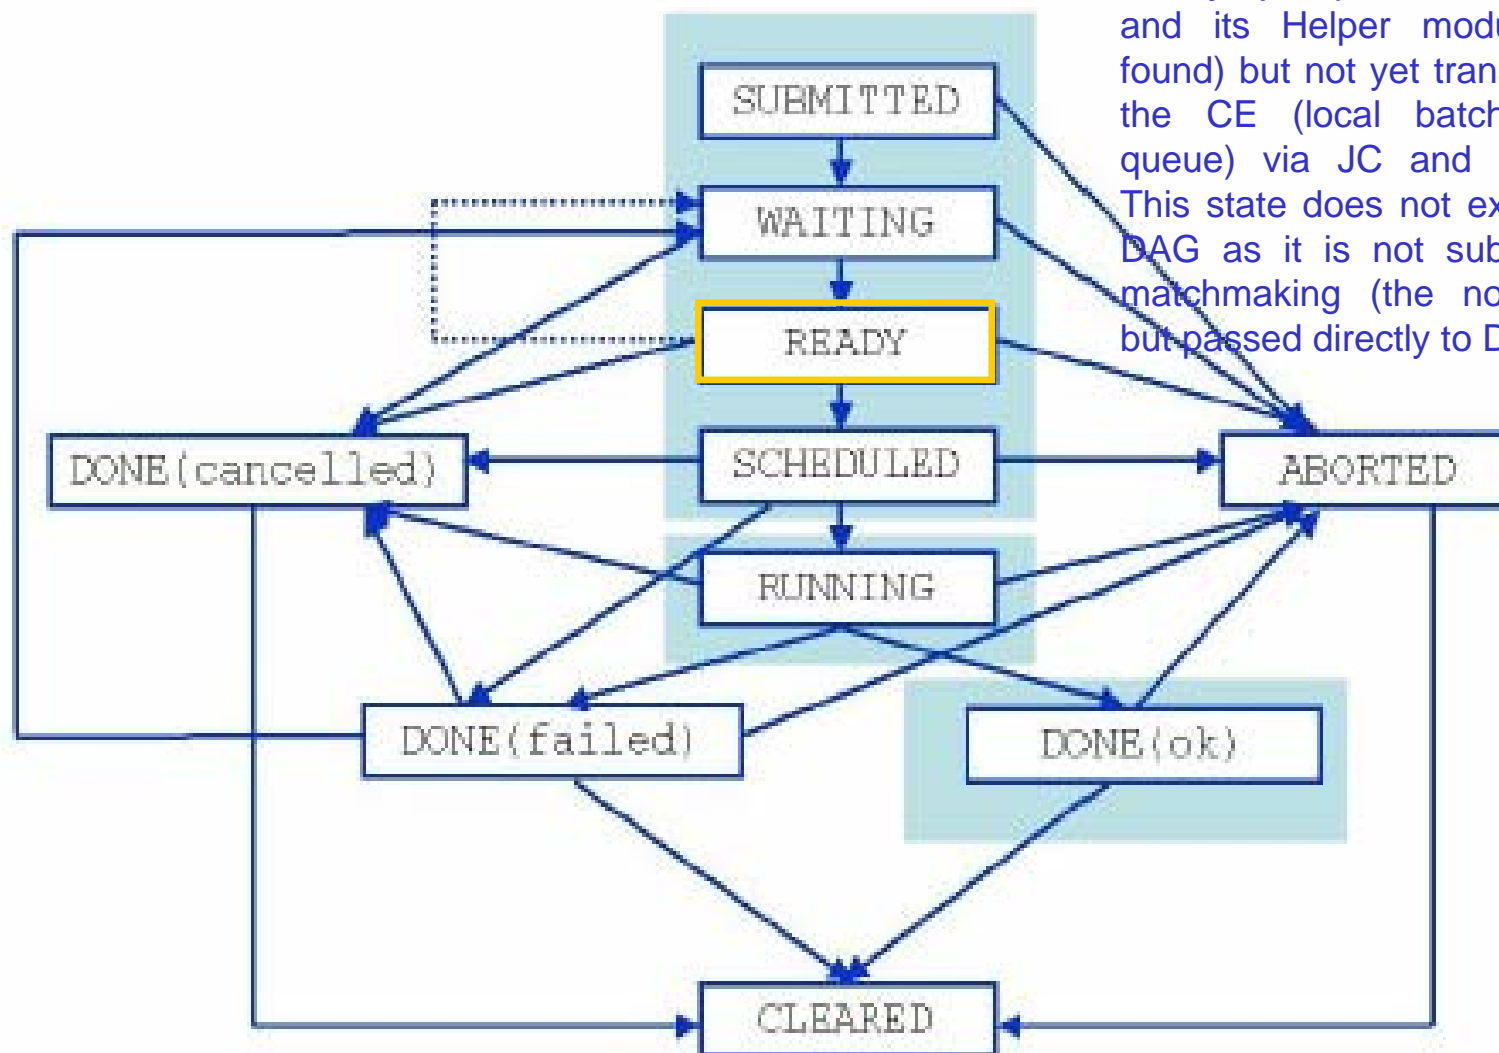 and its Helper
found) but not yet
the CE (local batch
queue) via JC and
This state does not
DAG as it is not
matchmaking (the
but passed directly to
SUBMITTED
WAITING
READY
DONE(cancelled)
SCHEDULED
ABORTED
RUNNING
DONE(failed)
DONE(ok)
CLEARED